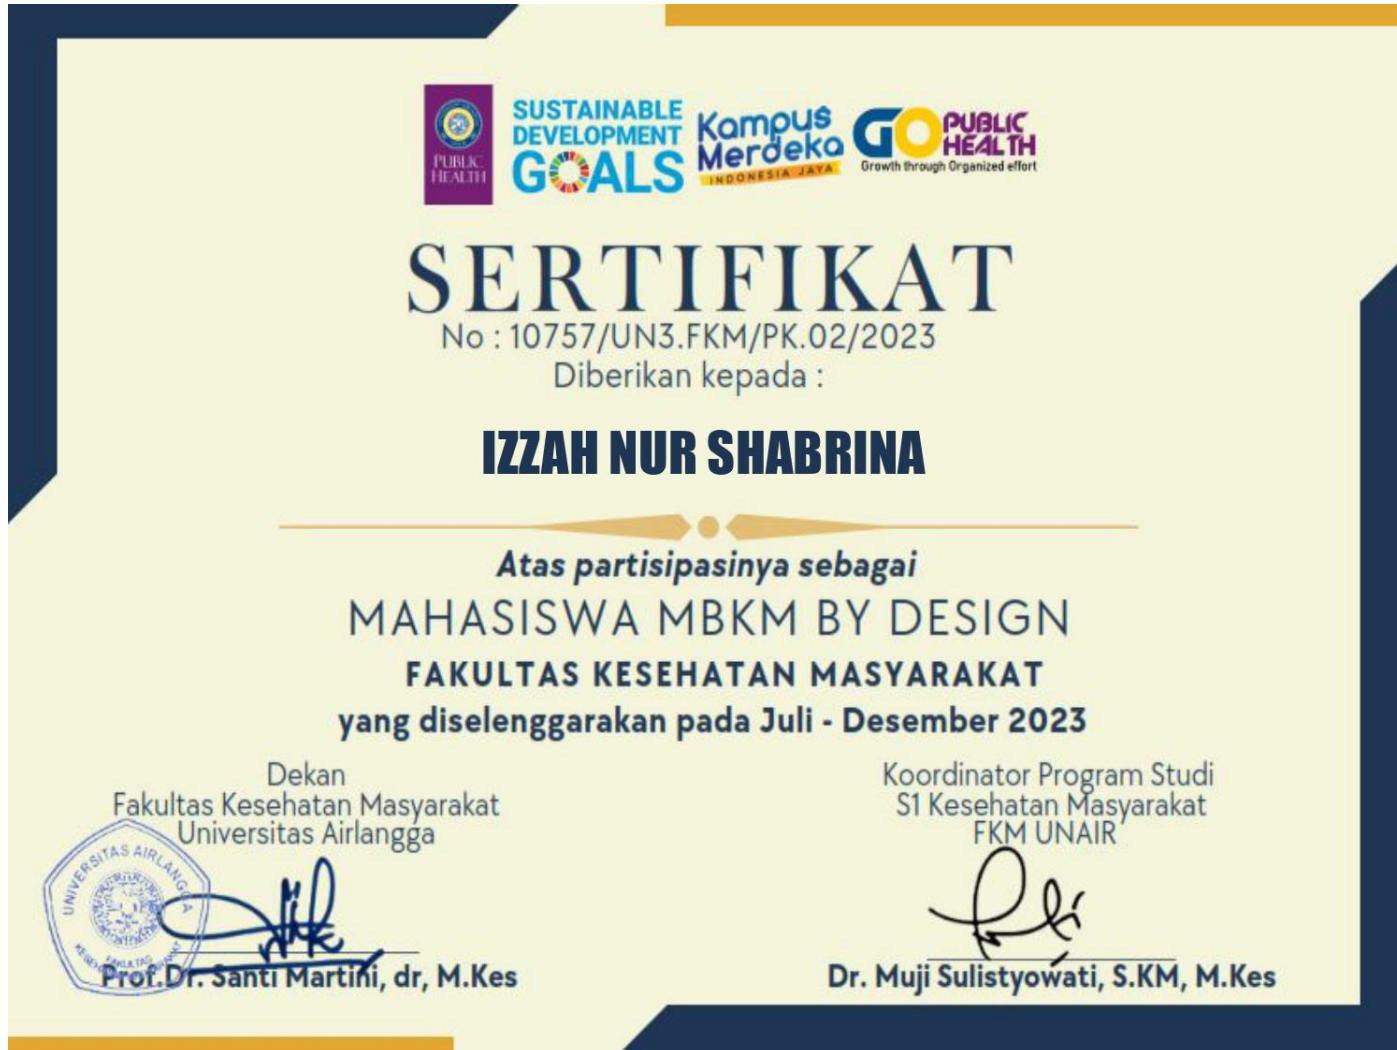 PUBLIC
HEALTH
SUSTAINABLE
DEVELOPMENT
GOALS
Kampus
Merdeka
INDONESIA JAYA
GO PUBLIC
HEALTH
Growth through Organized effort
SERTIFIKAT
No : 10757/UN3.FKM/PK.02/2023
Diberikan kepada :
IZZAH NUR SHABRINA
Atas partisipasinya sebagai
MAHASISWA MBKM BY DESIGN
FAKULTAS KESEHATAN MASYARAKAT
yang diselenggarakan pada Juli - Desember 2023
Dekan
Fakultas Kesehatan Masyarakat
Universitas Airlangga
UNIVERSITAS AIRLANGGA
FAKULTAS
KESEHATAN MASYARAKAT
Prof.Dr. Santi Martini, dr, M.Kes
Koordinator Program Studi
S1 Kesehatan Masyarakat
FKM UNAIR
Dr. Muji Sulistyowati, S.KM, M.Kes